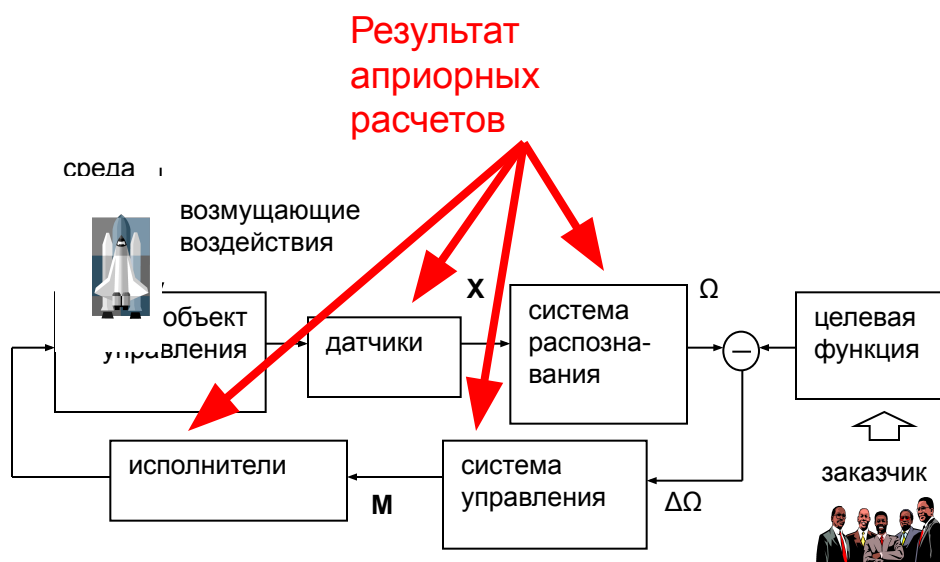 Результат
априорных
расчетов
среда
возмущающие
воздействия
объект
управления
датчики
X
система
распозна-
вания
Ω
целевая
функция
исполнители
M
система
управления
ΔΩ
заказчик